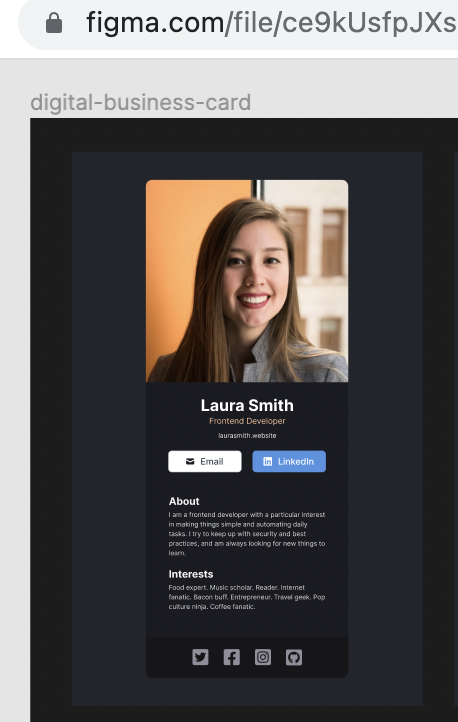 figma.com/file/ce9kUsfpJXs
digital-business-card
Laura Smith
Frontend Developer
laurasmith.website
Email
LinkedIn
About
I am a frontend developer with a particular interest
in making things simple and automating daily
tasks. I try to keep up with security and best
practices, and am always looking for new things to
learn.
Interests
Food expert. Music scholar. Reader. Internet
fanatic. Bacon buff. Entrepreneur. Travel geek. Pop
culture ninja. Coffee fanatic.